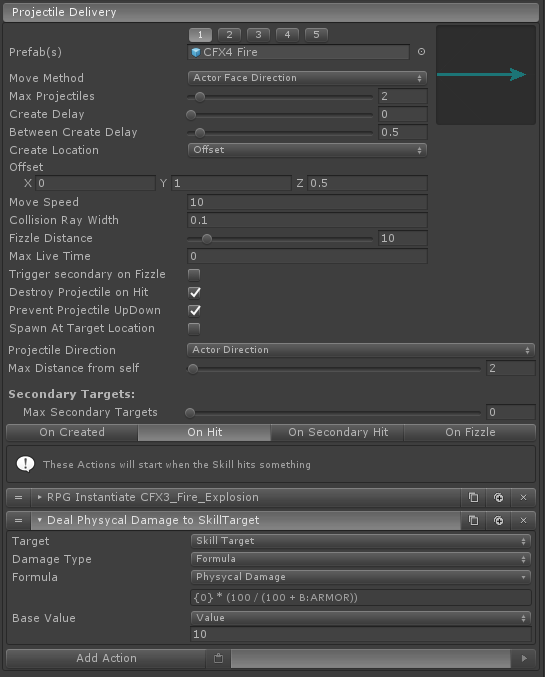 Projectile Delivery
1 2 3 4 5
Prefab(s) CFX4 Fire
Move Method Actor Face Direction
Max Projectiles 2
Create Delay 0
Between Create Delay 0.5
Create Location Offset
Offset
X 0 Y 1 Z 0.5
Move Speed 10
Collision Ray Width 0.1
Fizzle Distance 10
Max Live Time 0
Trigger secondary on Fizzle
Destroy Projectile on Hit
Prevent Projectile UpDown
Spawn At Target Location
Projectile Direction Actor Direction
Max Distance from self 2
Secondary Targets:
Max Secondary Targets 0
On Created On Hit On Secondary Hit On Fizzle
These Actions will start when the Skill hits something
RPG Instantiate CFX3_Fire_Explosion
Deal Physycal Damage to SkillTarget
Target Skill Target
Damage Type Formula
Formula Physycal Damage
{0} * (100 / (100 + B:ARMOR))
Base Value Value
10
Add Action